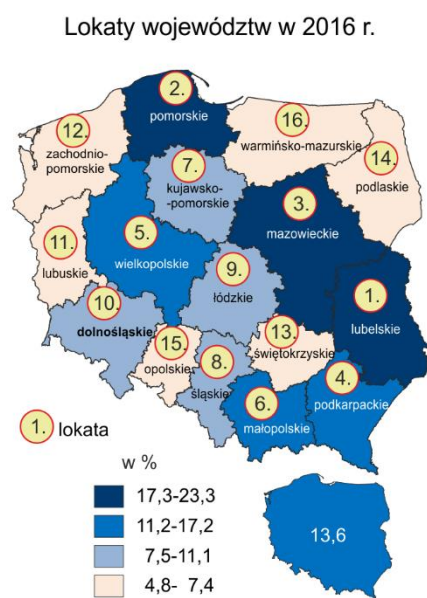 Lokaty województw w 2016 r.
2.
pomorskie
16.
warmińsko-mazurskie
12.
zachodnio-
pomorskie
14.
podlaskie
7.
kujawsko-
-pomorskie
3.
mazowieckie
5.
wielkopolskie
11.
lubuskie
9.
łódzkie
1.
lubelskie
10.
dolnośląskie
15.
opolskie
8.
śląskie
13.
świętokrzyskie
4.
podkarpackie
6.
małopolskie
1. lokata
w %
17,3-23,3
11,2-17,2
7,5-11,1
4,8- 7,4
13,6